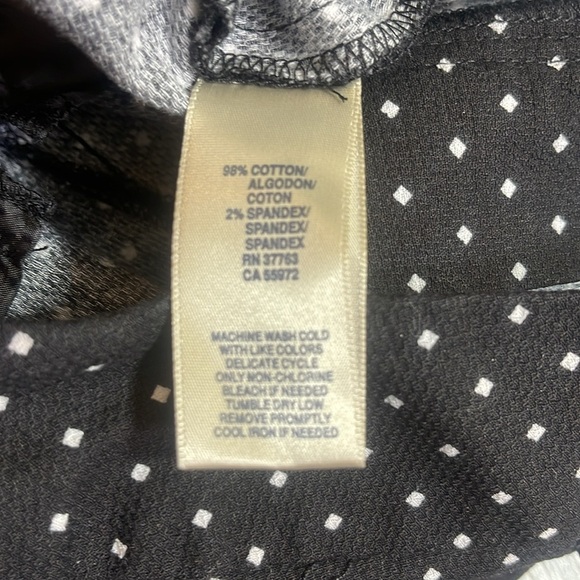 98% COTTON/
ALGODON/
COTON
2% SPANDEX/
SPANDEX/
SPANDEX
RN 37763
CA 55972
MACHINE WASH COLD
WITH LIKE COLORS
DELICATE CYCLE
ONLY NON-CHLORINE
BLEACH IF NEEDED
TUMBLE DRY LOW
REMOVE PROMPTLY
COOL IRON IF NEEDED